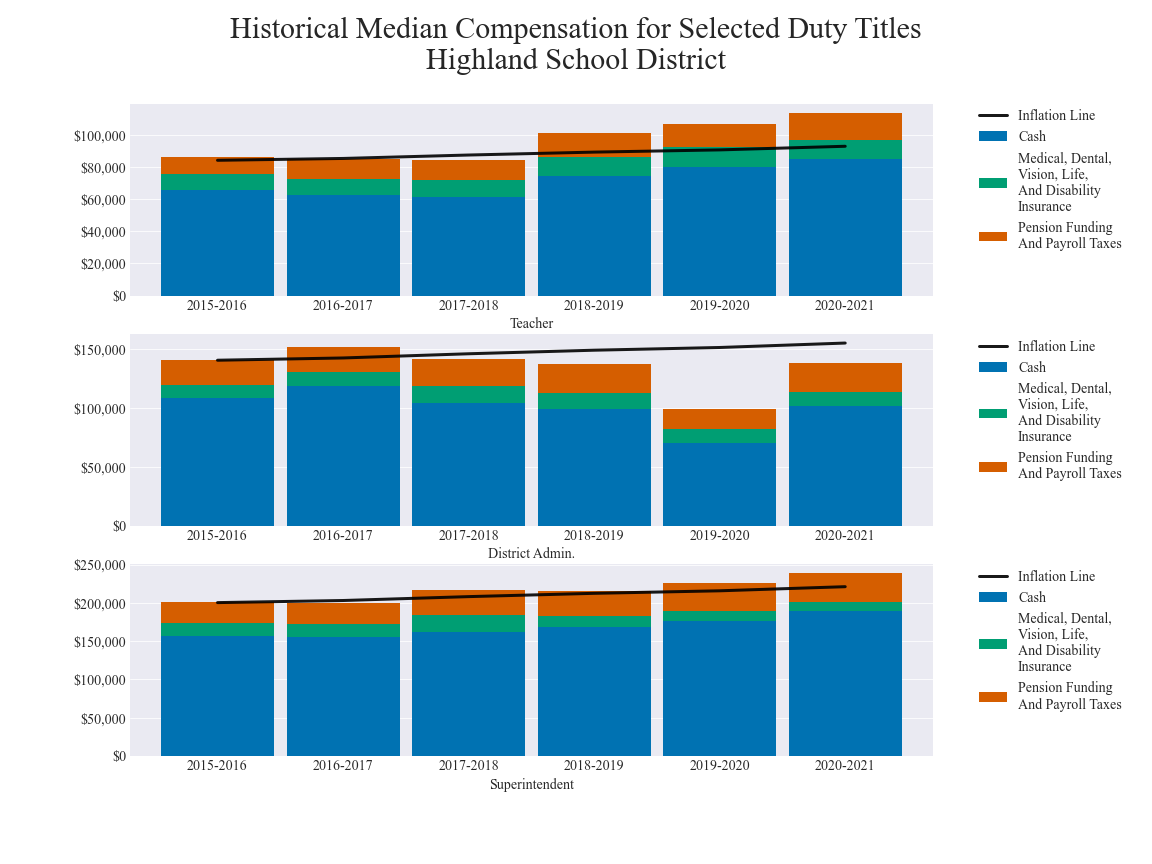 Historical Median Compensation for Selected Duty Titles
Highland School District
$100,000
$80,000
$60,000
$40,000
$20,000
$0
2015-2016 2016-2017 2017-2018 2018-2019 2019-2020 2020-2021
Teacher
Inflation Line
Cash
Medical, Dental,
Vision, Life,
And Disability
Insurance
Pension Funding
And Payroll Taxes
$150,000
$100,000
$50,000
$0
2015-2016 2016-2017 2017-2018 2018-2019 2019-2020 2020-2021
District Admin.
Inflation Line
Cash
Medical, Dental,
Vision, Life,
And Disability
Insurance
Pension Funding
And Payroll Taxes
$250,000
$200,000
$150,000
$100,000
$50,000
$0
2015-2016 2016-2017 2017-2018 2018-2019 2019-2020 2020-2021
Superintendent
Inflation Line
Cash
Medical, Dental,
Vision, Life,
And Disability
Insurance
Pension Funding
And Payroll Taxes